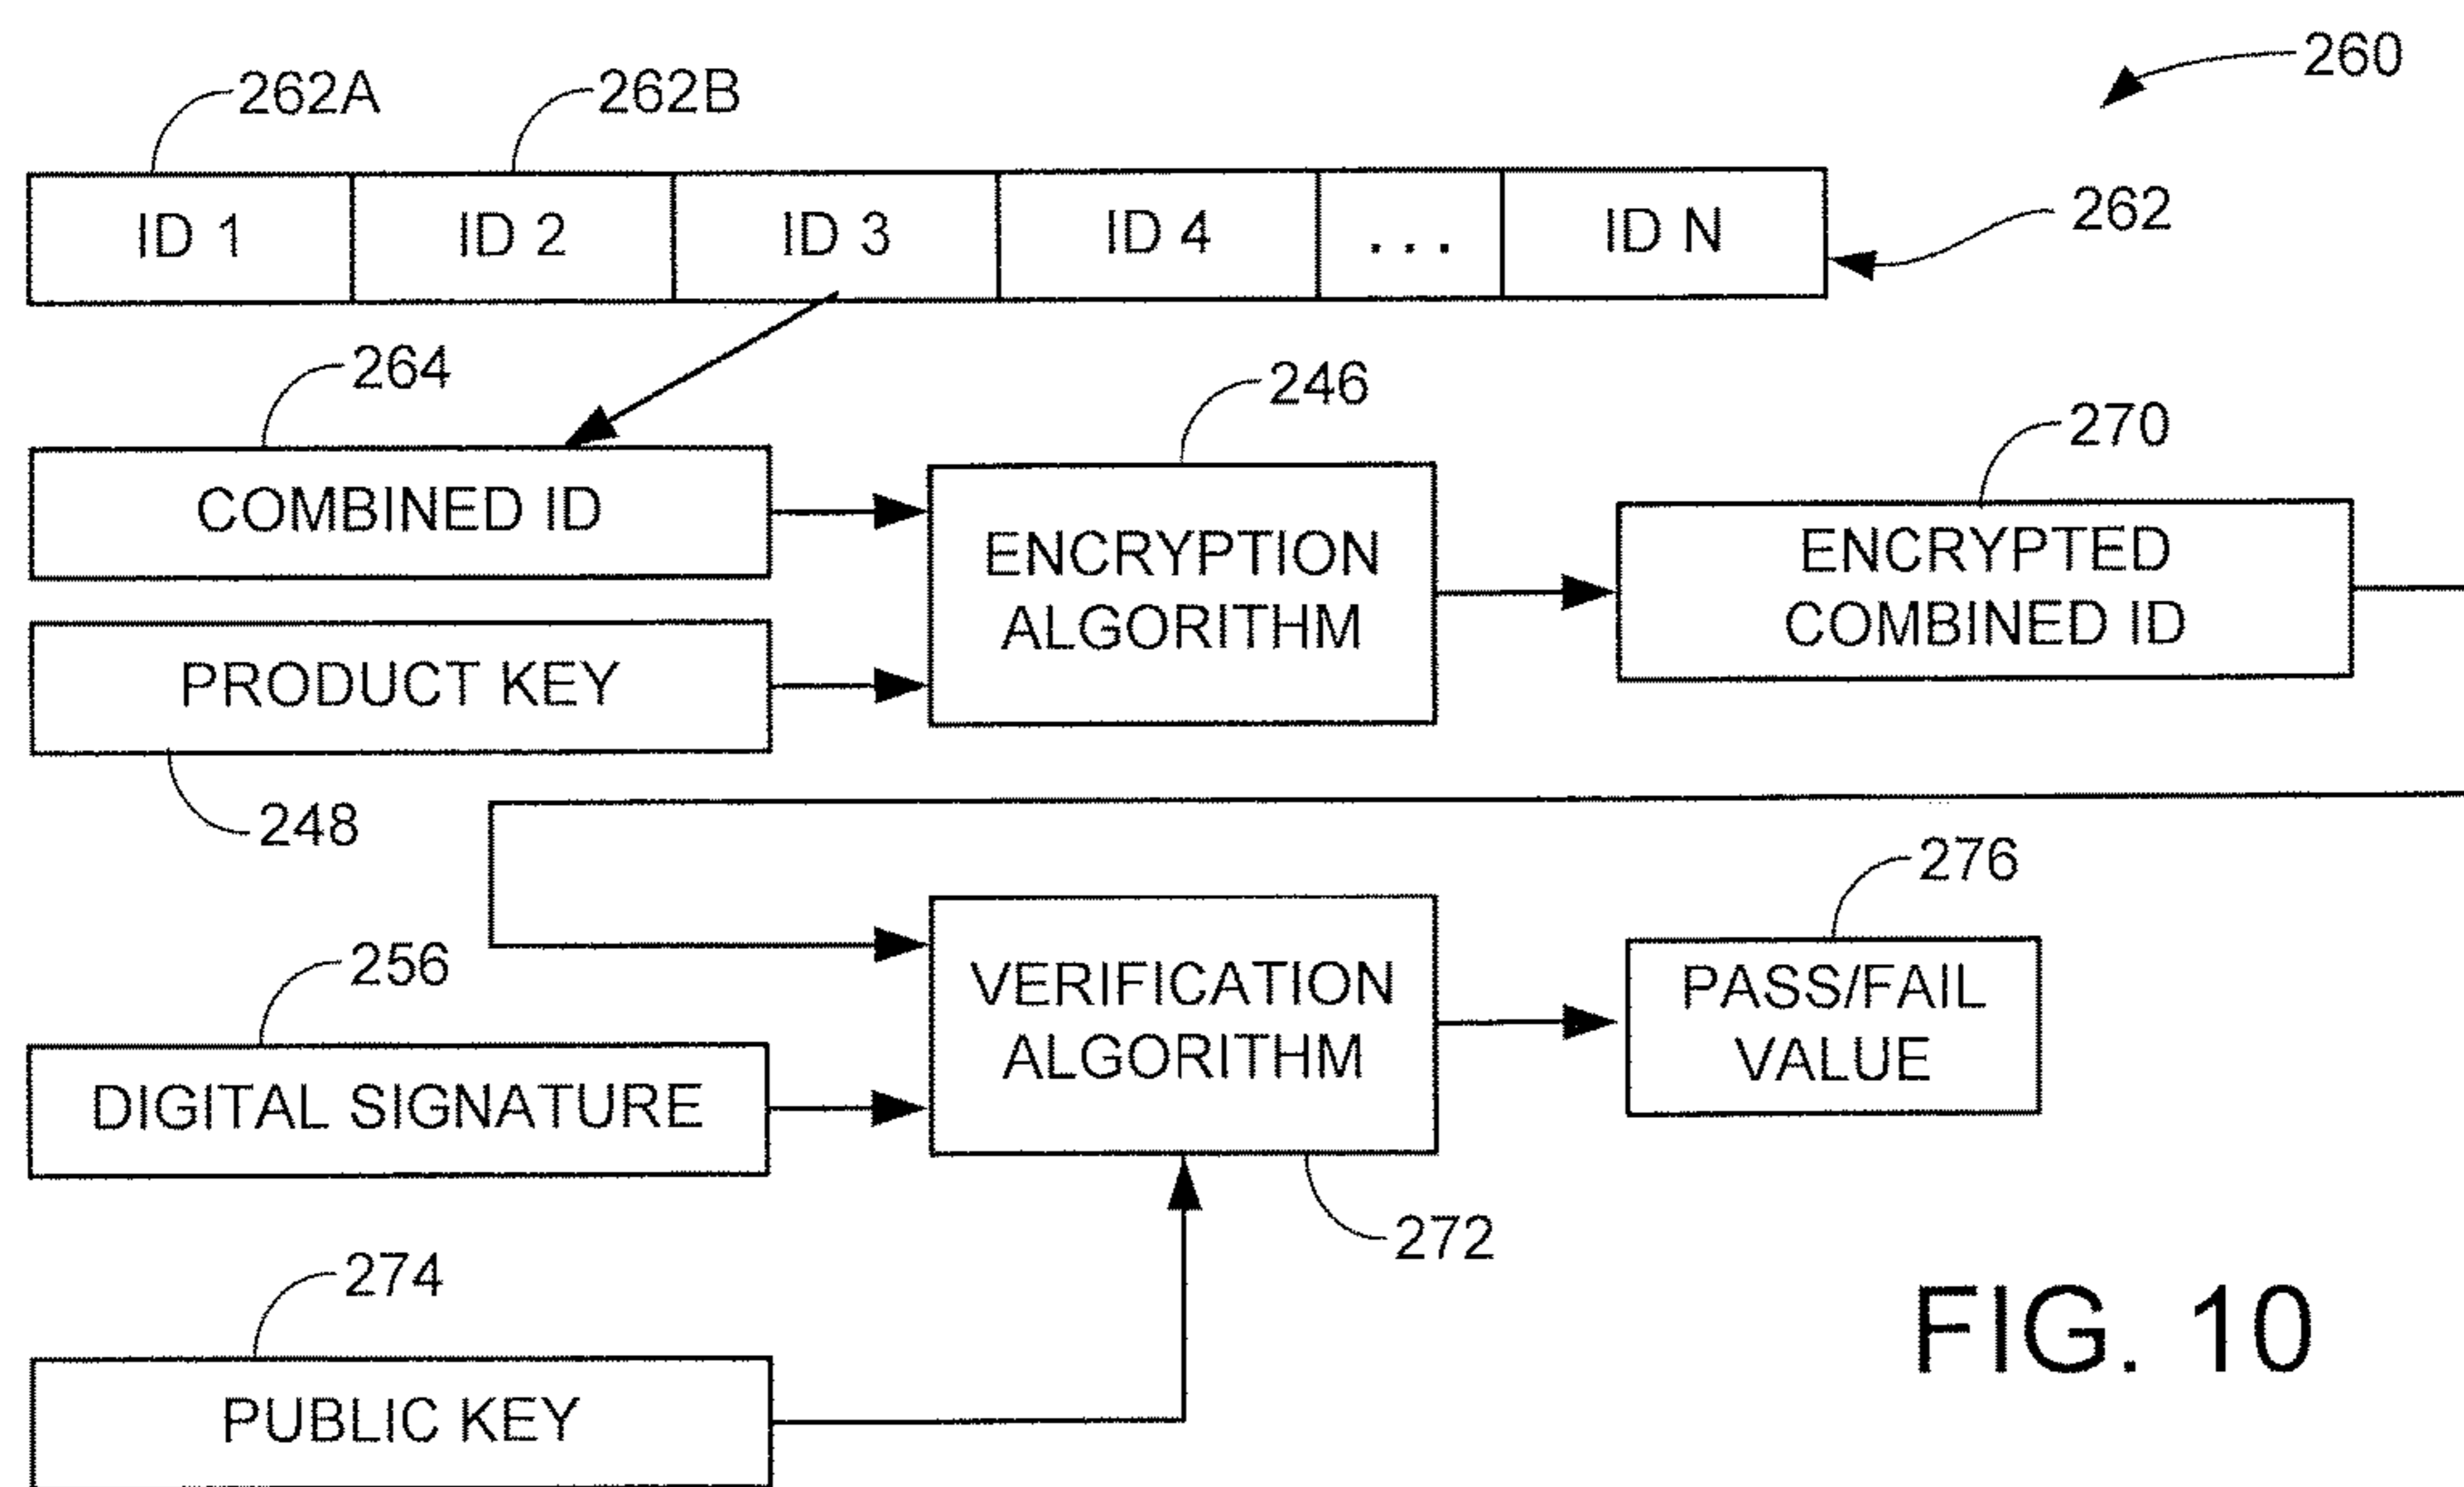 260
262A
262B
ID 1
ID 2
ID 3
ID 4
...
ID N
262
264
246
270
COMBINED ID
ENCRYPTION
ALGORITHM
ENCRYPTED
COMBINED ID
PRODUCT KEY
248
276
256
VERIFICATION
ALGORITHM
PASS/FAIL
VALUE
DIGITAL SIGNATURE
272
274
PUBLIC KEY
FIG. 10